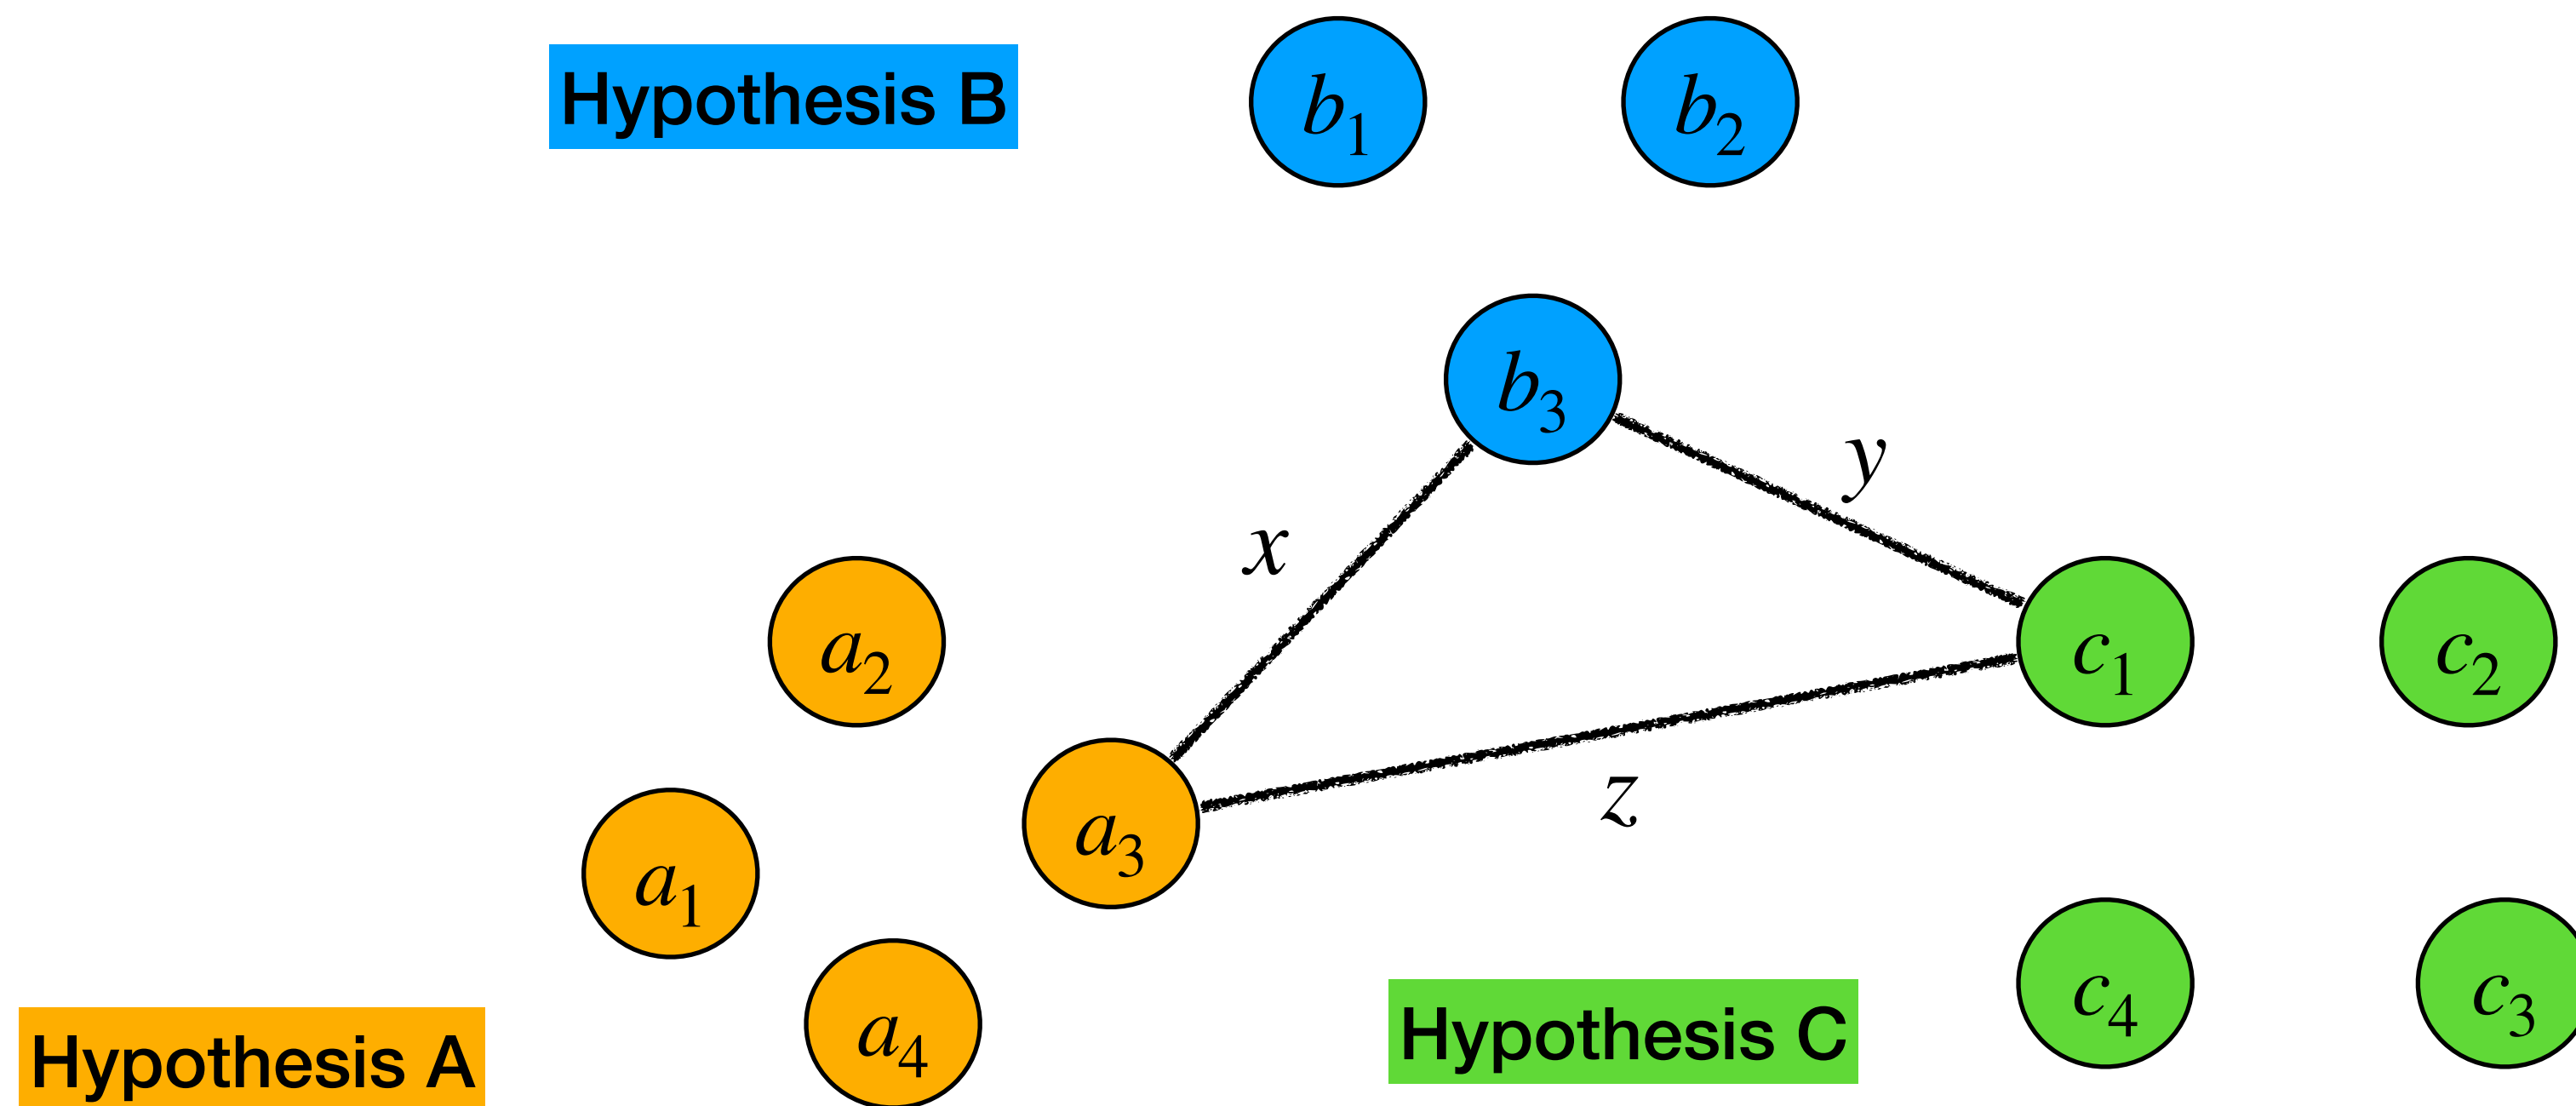 Hypothesis B
b₁
b₂
b₃
y
x
a₂
c₁
c₂
a₃
z
a₁
c₄
c₃
a₄
Hypothesis C
Hypothesis A